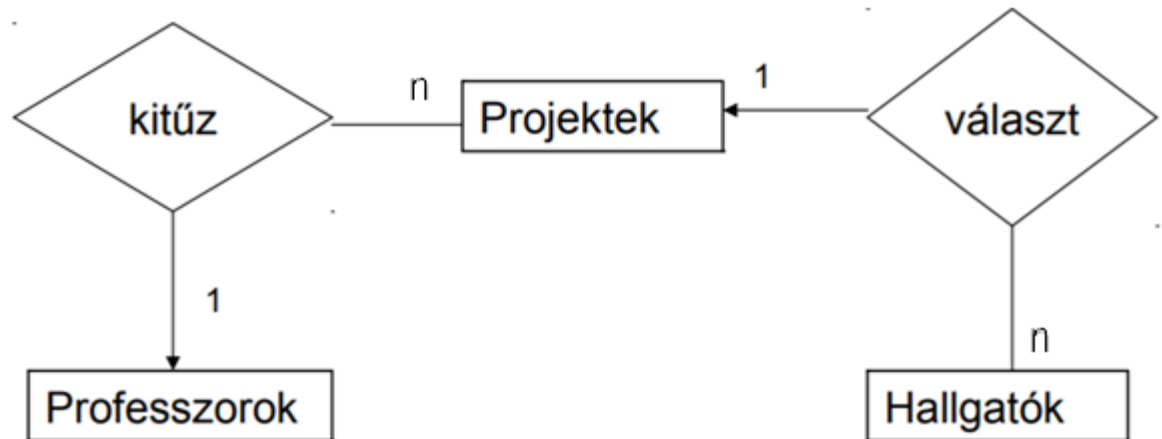 kitűz
n
Projektek
1
választ
1
n
Professzorok
Hallgatók